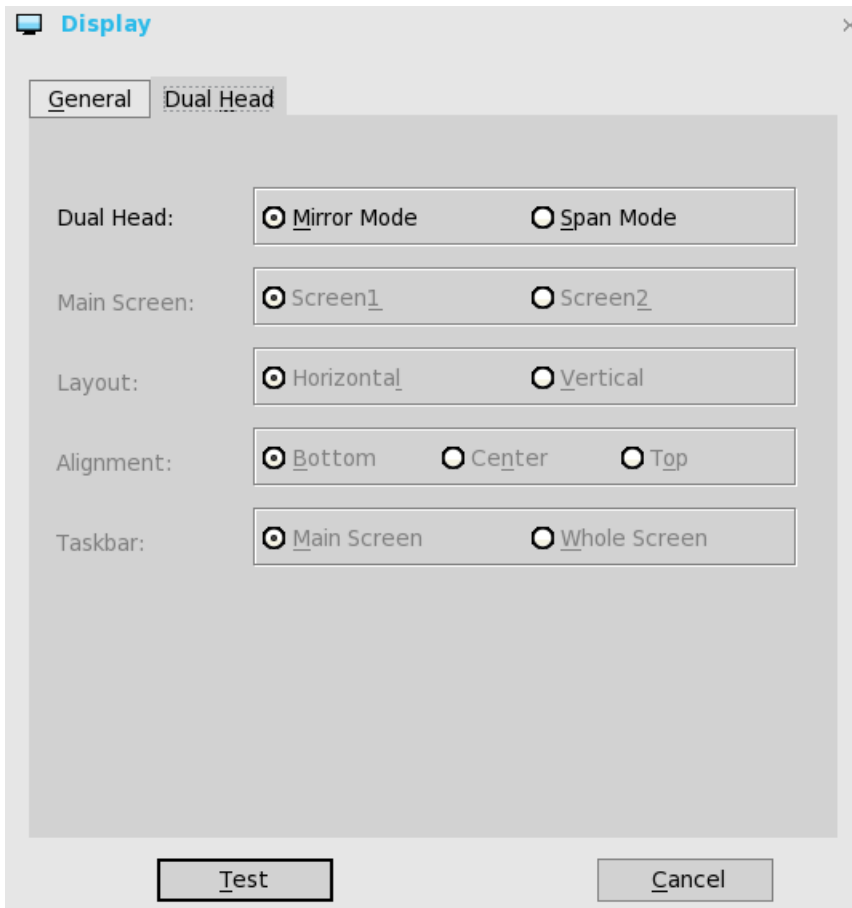 Display
General Dual Head
Dual Head: Mirror Mode Span Mode
Main Screen: Screen1 Screen2
Layout: Horizontal Vertical
Alignment: Bottom Center Top
Taskbar: Main Screen Whole Screen
Test Cancel